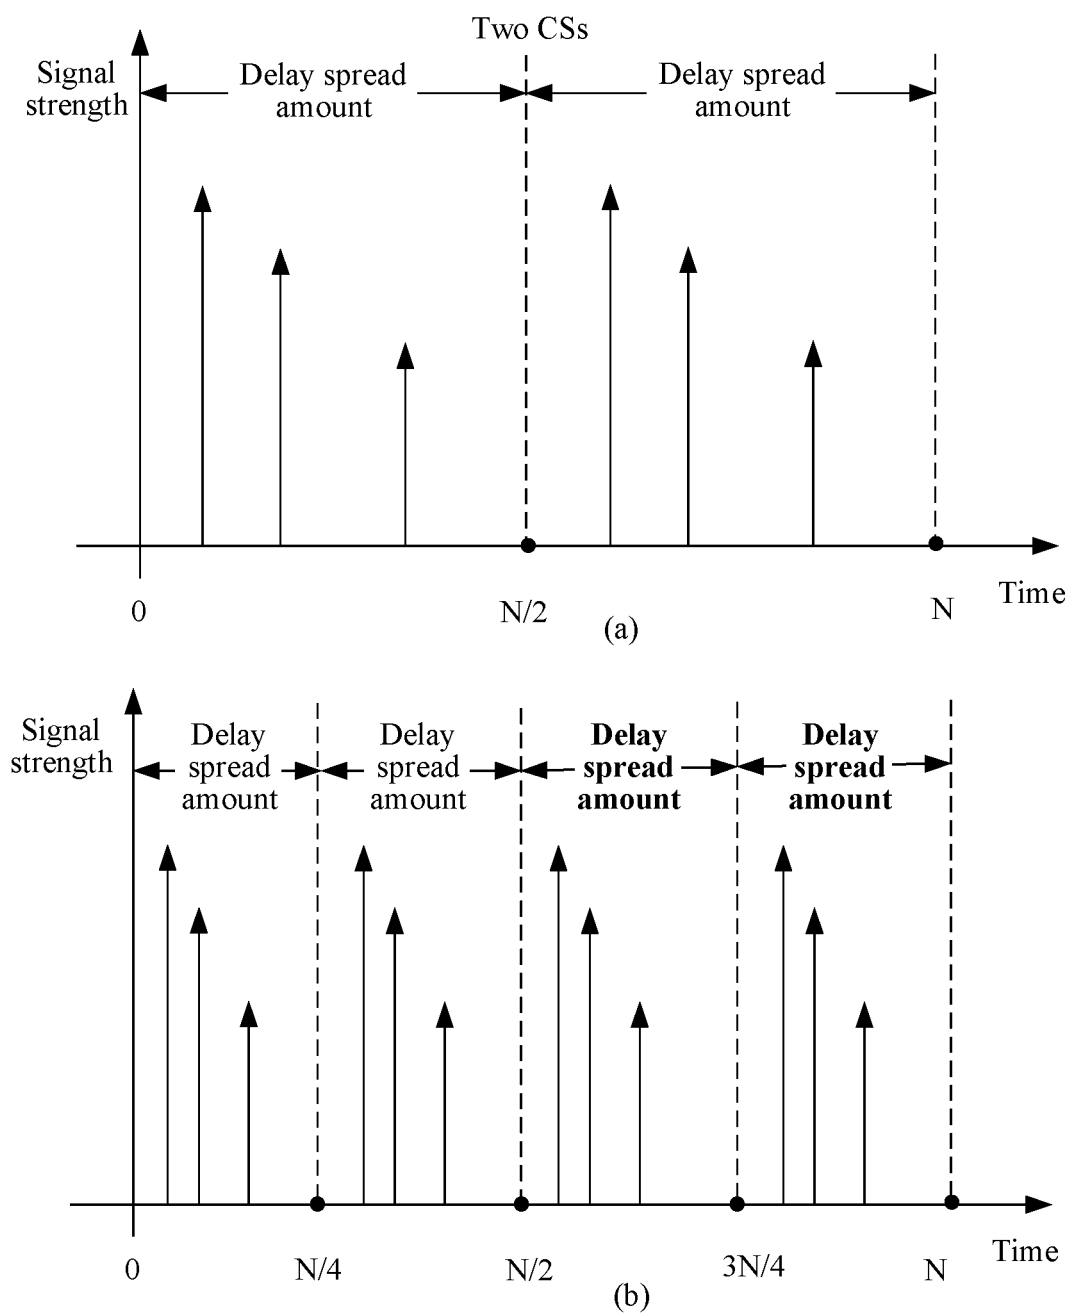 Two CSs
Signal
strength
Delay spread
amount
Delay spread
amount
0
N/2
N
Time
(a)
Signal
strength
Delay
spread
amount
Delay
spread
amount
Delay
spread
amount
Delay
spread
amount
0
N/4
N/2
3N/4
N
Time
(b)